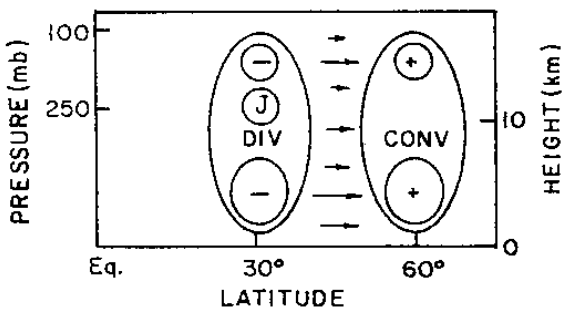 PRESSURE (mb)
100
250
−
J
DIV
−
+
CONV
+
10
0
HEIGHT (km)
Eq.
30°
60°
LATITUDE